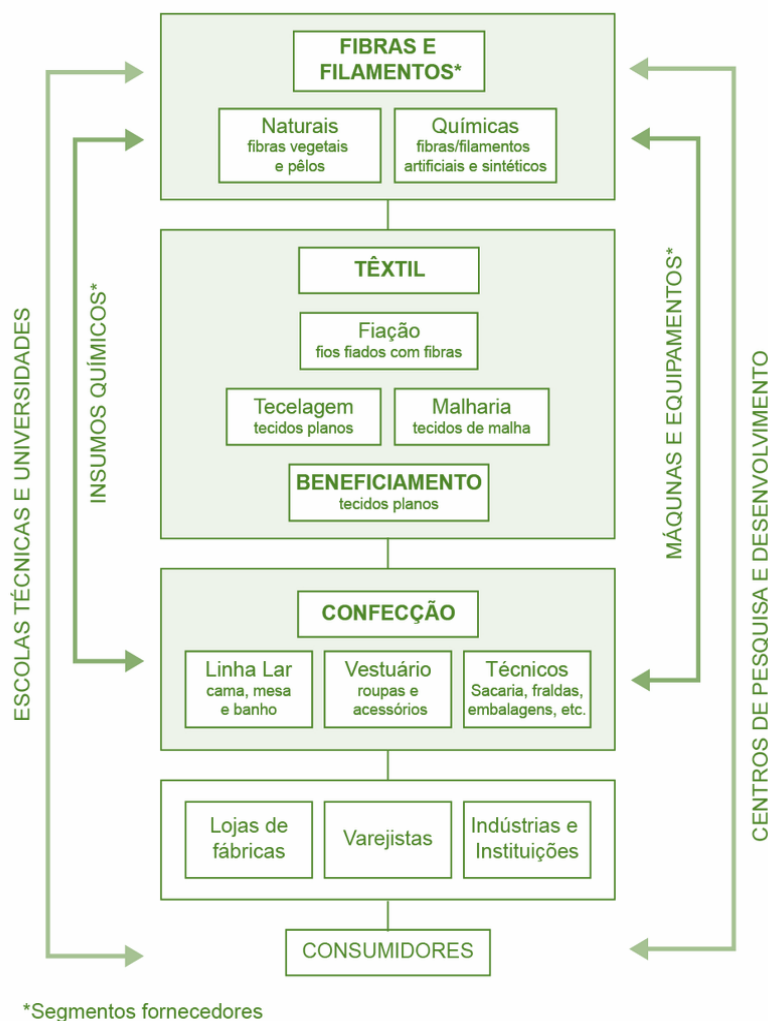 FIBRAS E
FILAMENTOS*
Naturais
fibras vegetais
e pêlos
Químicas
fibras/filamentos
artificiais e sintéticos
TÊXTIL
Fiação
fios fiados com fibras
Tecelagem
tecidos planos
Malharia
tecidos de malha
BENEFICIAMENTO
tecidos planos
CONFECÇÃO
Linha Lar
cama, mesa
e banho
Vestuário
roupas e
acessórios
Técnicos
Sacaria, fraldas,
embalagens, etc.
Lojas de
fábricas
Varejistas
Indústrias e
Instituições
CONSUMIDORES
ESCOLAS TÉCNICAS E UNIVERSIDADES
INSUMOS QUÍMICOS*
MÁQUNAS E EQUIPAMENTOS*
CENTROS DE PESQUISA E DESENVOLVIMENTO
*Segmentos fornecedores